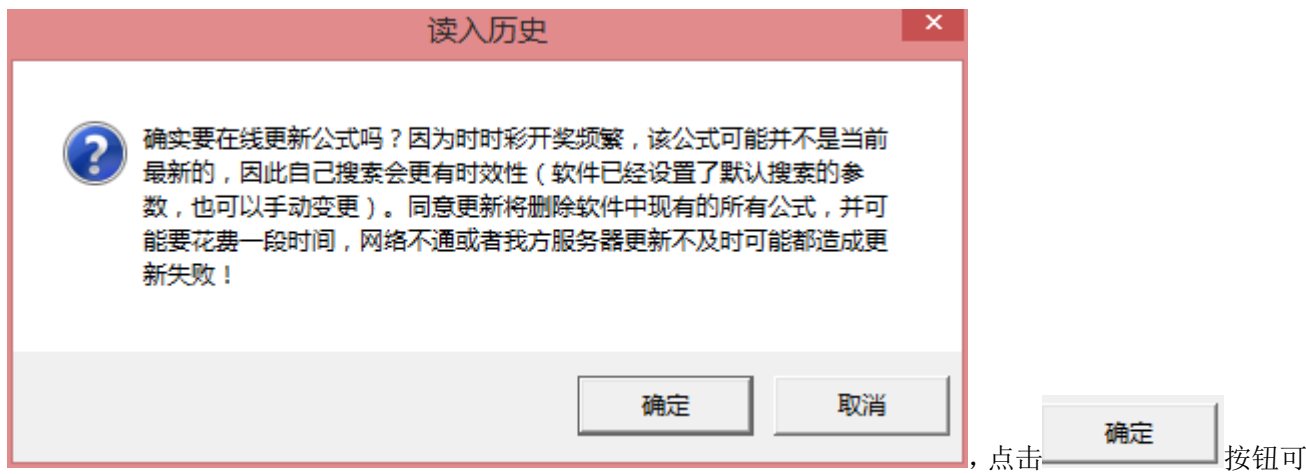 读入历史
确实要在线更新公式吗？因为时时彩开奖频繁，该公式可能并不是当前
最新的，因此自己搜索会更有时效性（软件已经设置了默认搜索的参
数，也可以手动变更）。同意更新将删除软件中现有的所有公式，并可
能要花费一段时间，网络不通或者我方服务器更新不及时可能都造成更
新失败！
确定 取消
，点击 确定 按钮可